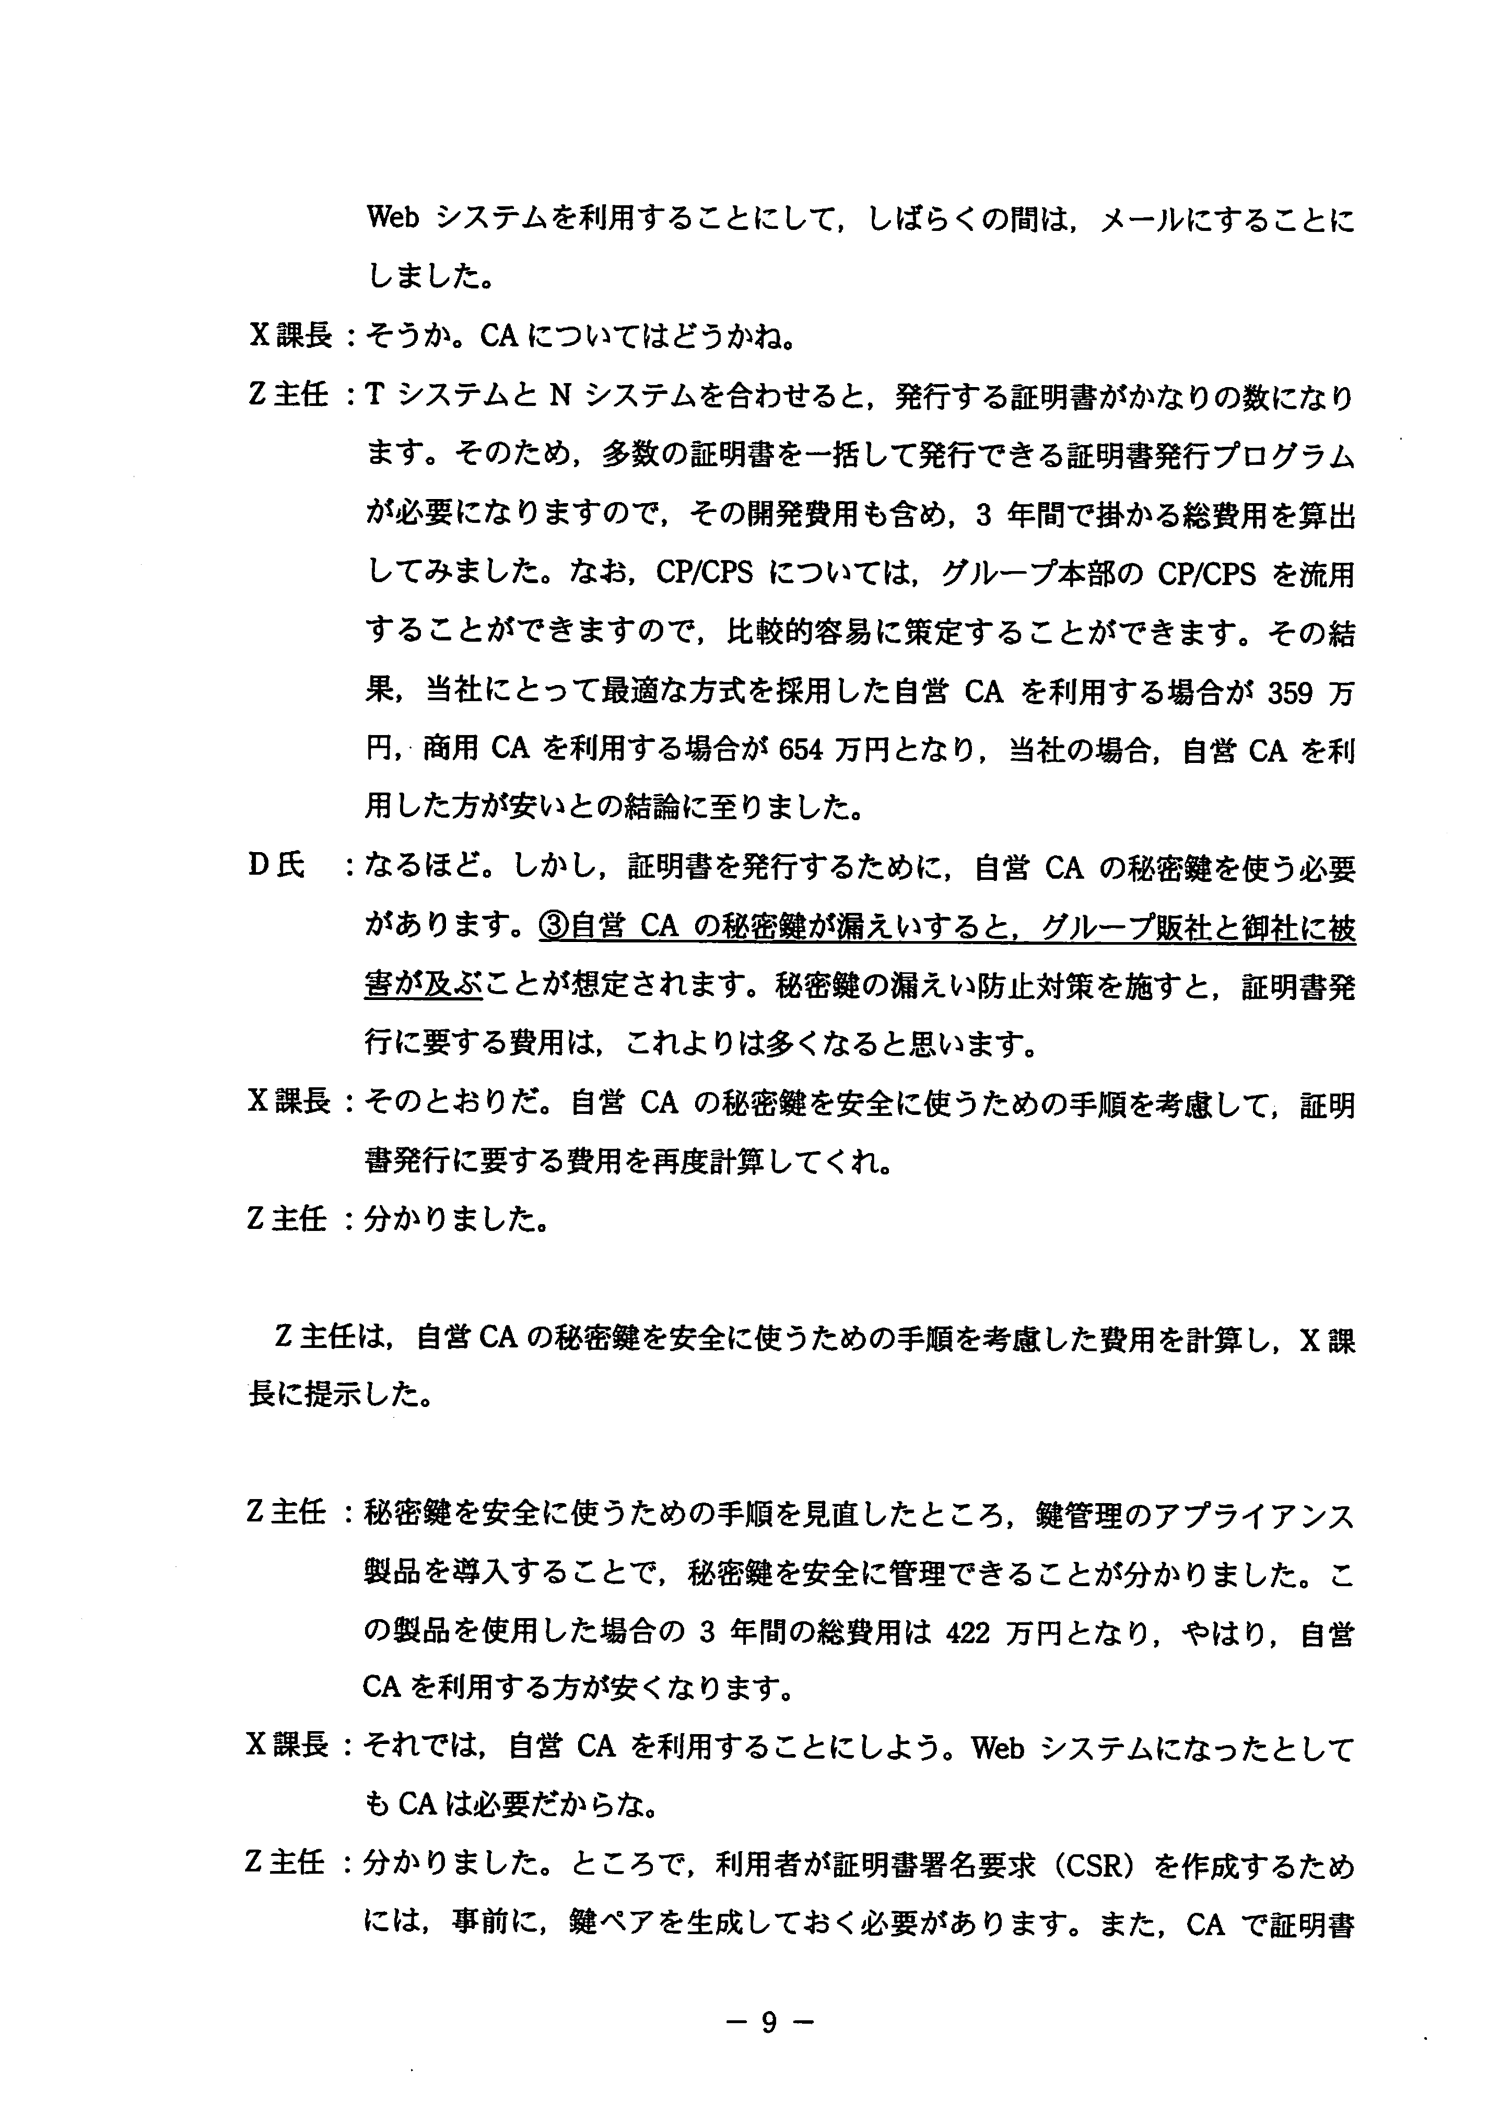 Web システムを利用することにして，しばらくの間は，メールにすることに
しました。
X課長：そうか。CA についてはどうかね。
Z主任：T システムと N システムを合わせると，発行する証明書がかなりの数になり
ます。そのため，多数の証明書を一括して発行できる証明書発行プログラム
が必要になりますので，その開発費用も含め，3 年間で掛かる総費用を算出
してみました。なお，CP/CPS については，グループ本部の CP/CPS を流用
することができますので，比較的容易に策定することができます。その結
果，当社にとって最適な方式を採用した自営 CA を利用する場合が 359 万
円，商用 CA を利用する場合が 654 万円となり，当社の場合，自営 CA を利
用した方が安いとの結論に至りました。
D氏　：なるほど。しかし，証明書を発行するために，自営 CA の秘密鍵を使う必要
があります。③自営 CA の秘密鍵が漏えいすると，グループ販社と御社に被
害が及ぶことが想定されます。秘密鍵の漏えい防止対策を施すと，証明書発
行に要する費用は，これよりは多くなると思います。
X課長：そのとおりだ。自営 CA の秘密鍵を安全に使うための手順を考慮して，証明
書発行に要する費用を再度計算してくれ。
Z主任：分かりました。
Z 主任は，自営 CA の秘密鍵を安全に使うための手順を考慮した費用を計算し，X 課
長に提示した。
Z主任：秘密鍵を安全に使うための手順を見直したところ，鍵管理のアプライアンス
製品を導入することで，秘密鍵を安全に管理できることが分かりました。こ
の製品を使用した場合の 3 年間の総費用は 422 万円となり，やはり，自営
CA を利用する方が安くなります。
X課長：それでは，自営 CA を利用することにしよう。Web システムになったとして
も CA は必要だからな。
Z主任：分かりました。ところで，利用者が証明書署名要求（CSR）を作成するため
には，事前に，鍵ペアを生成しておく必要があります。また，CA で証明書
－ 9 －